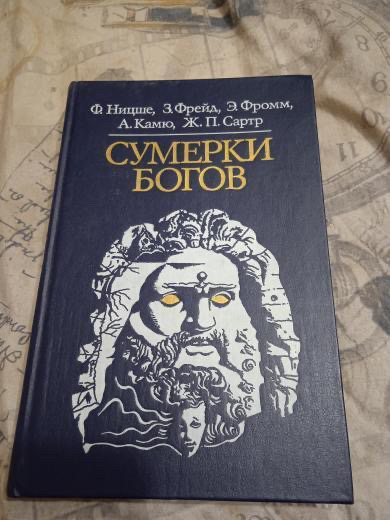 Ф. Ницше, З. Фрейд, Э. Фромм,
А. Камю, Ж. П. Сартр
СУМЕРКИ
БОГОВ